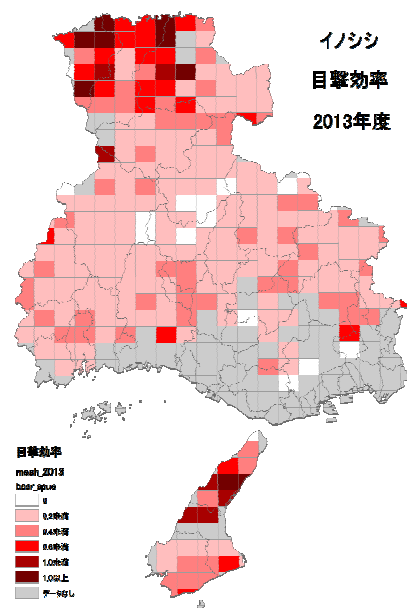 イノシシ
目撃効率
2013年度
目撃効率
mesh_2013
boar_spue
0
0.2未満
0.4未満
0.6未満
1.0未満
1.0以上
データなし